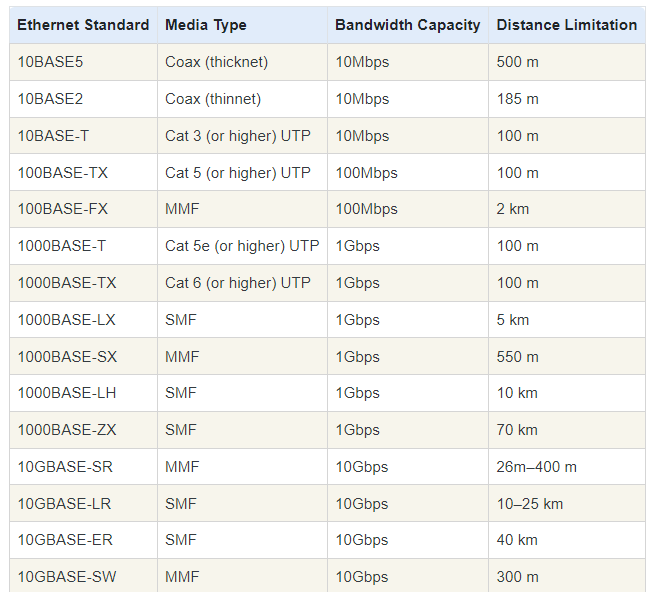 Ethernet Standard Media Type Bandwidth Capacity Distance Limitation
10BASE5 Coax (thicknet) 10Mbps 500 m
10BASE2 Coax (thinnet) 10Mbps 185 m
10BASE-T Cat 3 (or higher) UTP 10Mbps 100 m
100BASE-TX Cat 5 (or higher) UTP 100Mbps 100 m
100BASE-FX MMF 100Mbps 2 km
1000BASE-T Cat 5e (or higher) UTP 1Gbps 100 m
1000BASE-TX Cat 6 (or higher) UTP 1Gbps 100 m
1000BASE-LX SMF 1Gbps 5 km
1000BASE-SX MMF 1Gbps 550 m
1000BASE-LH SMF 1Gbps 10 km
1000BASE-ZX SMF 1Gbps 70 km
10GBASE-SR MMF 10Gbps 26m–400 m
10GBASE-LR SMF 10Gbps 10–25 km
10GBASE-ER SMF 10Gbps 40 km
10GBASE-SW MMF 10Gbps 300 m